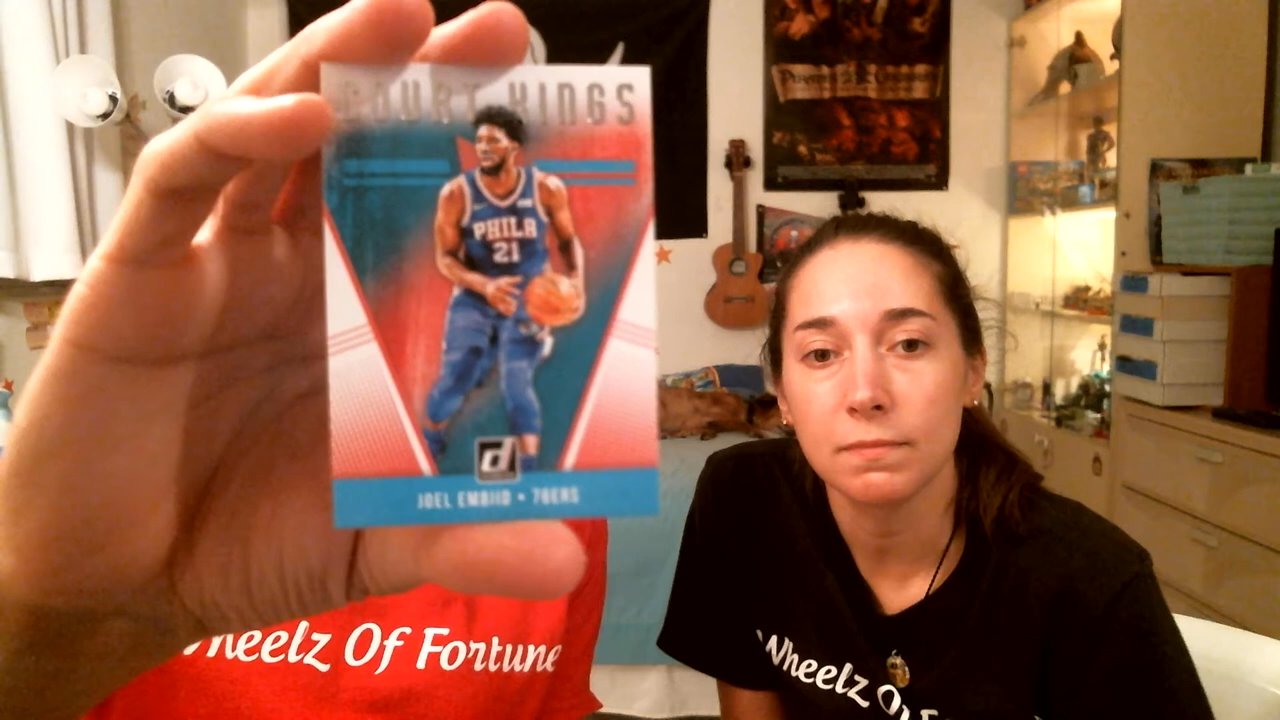 COURT KINGS
PHILA
21
d
JOEL EMBIID • 76ERS
Wheelz Of Fortune
Wheelz Of